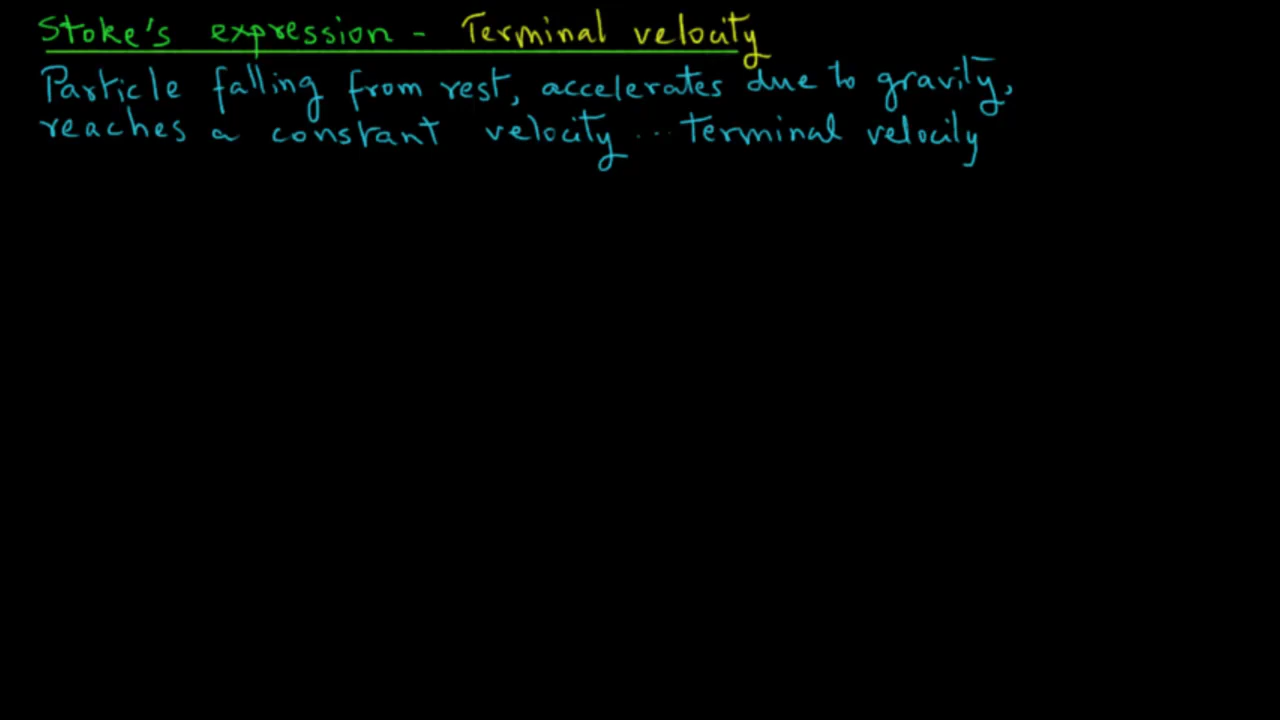 Stoke's expression - Terminal velocity
Particle falling from rest, accelerates due to gravity,
reaches a constant velocity ... Terminal velocity